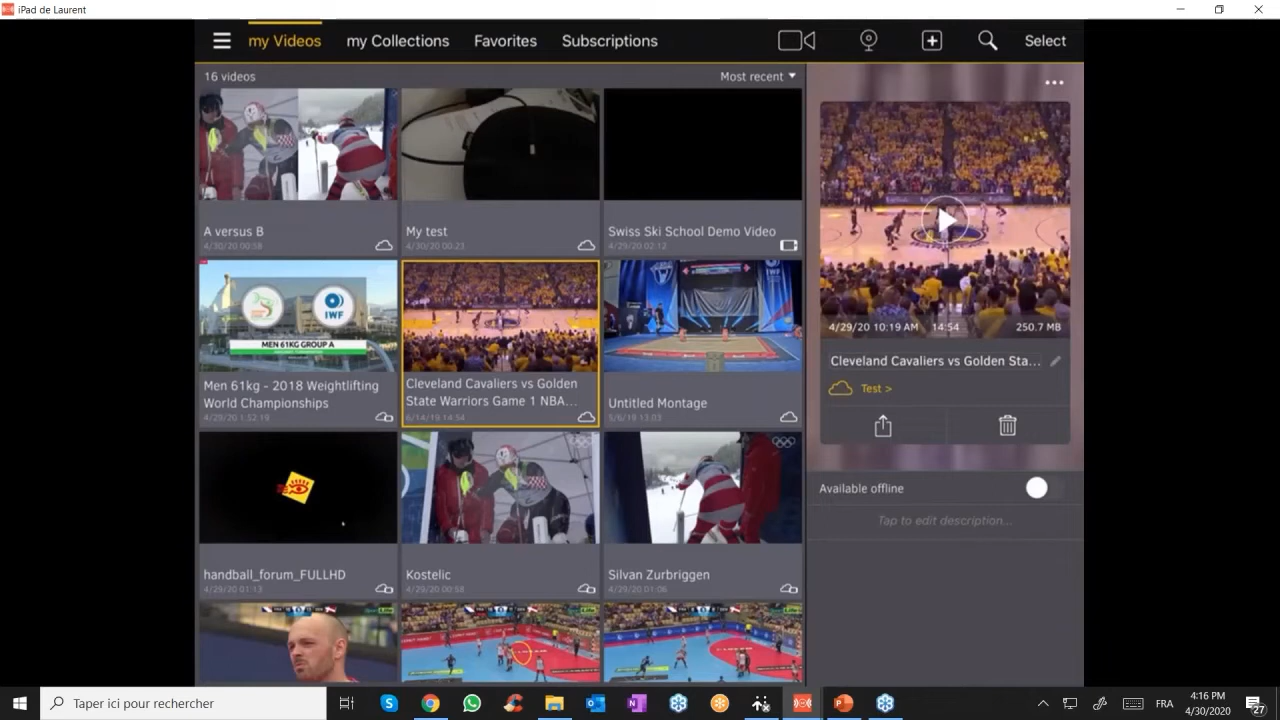 iPad de Laurent
my Videos my Collections Favorites Subscriptions Select
16 videos Most recent
A versus B
4/30/20 00:58
My test
4/30/20 00:23
Swiss Ski School Demo Video
4/29/20 02:12
IWF
MEN 61KG GROUP A
Men 61kg - 2018 Weightlifting
World Championships
4/29/20 1:52:19
Cleveland Cavaliers vs Golden
State Warriors Game 1 NBA...
6/14/19 14:54
IWF
Untitled Montage
5/6/19 13:03
handball_forum_FULLHD
4/29/20 01:13
Kostelic
4/29/20 00:58
Silvan Zurbriggen
4/29/20 01:06
4/29/20 10:19 AM 14:54 250.7 MB
Cleveland Cavaliers vs Golden Sta...
Test >
Available offline
Tap to edit description...
Taper ici pour rechercher
FRA
4:16 PM
4/30/2020
27